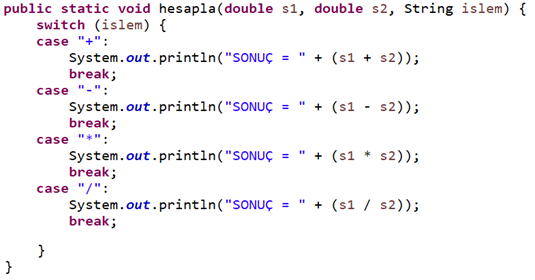 public static void hesapla(double s1, double s2, String islem) {
    switch (islem) {
    case "+":
        System.out.println("SONUÇ = " + (s1 + s2));
        break;
    case "-":
        System.out.println("SONUÇ = " + (s1 - s2));
        break;
    case "*":
        System.out.println("SONUÇ = " + (s1 * s2));
        break;
    case "/":
        System.out.println("SONUÇ = " + (s1 / s2));
        break;

    }
}